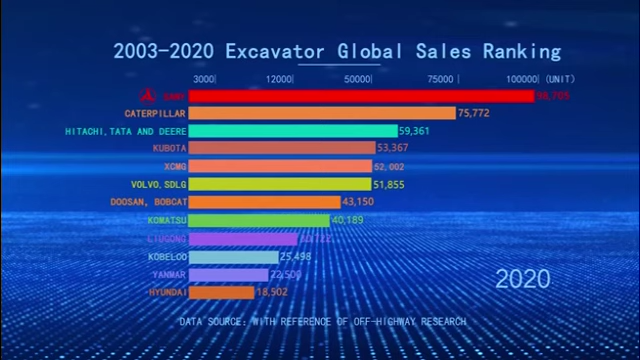 2003-2020 Excavator Global Sales Ranking
3000 12000 50000 75000 100000 (UNIT)
SANY 98,705
CATERPILLAR 75,772
HITACHI,TATA AND DEERE 59,361
KUBOTA 53,367
XCMG 52,002
VOLVO.SDLG 51,855
DOOSAN, BOBCAT 43,150
KOMATSU 40,189
LIUGONG
KOBELOO 25,498
YANMAR 22,500
HYUNDAI 18,502
2020
DATA SOURCE: WITH REFERENCE OF OFF-HIGHWAY RESEARCH